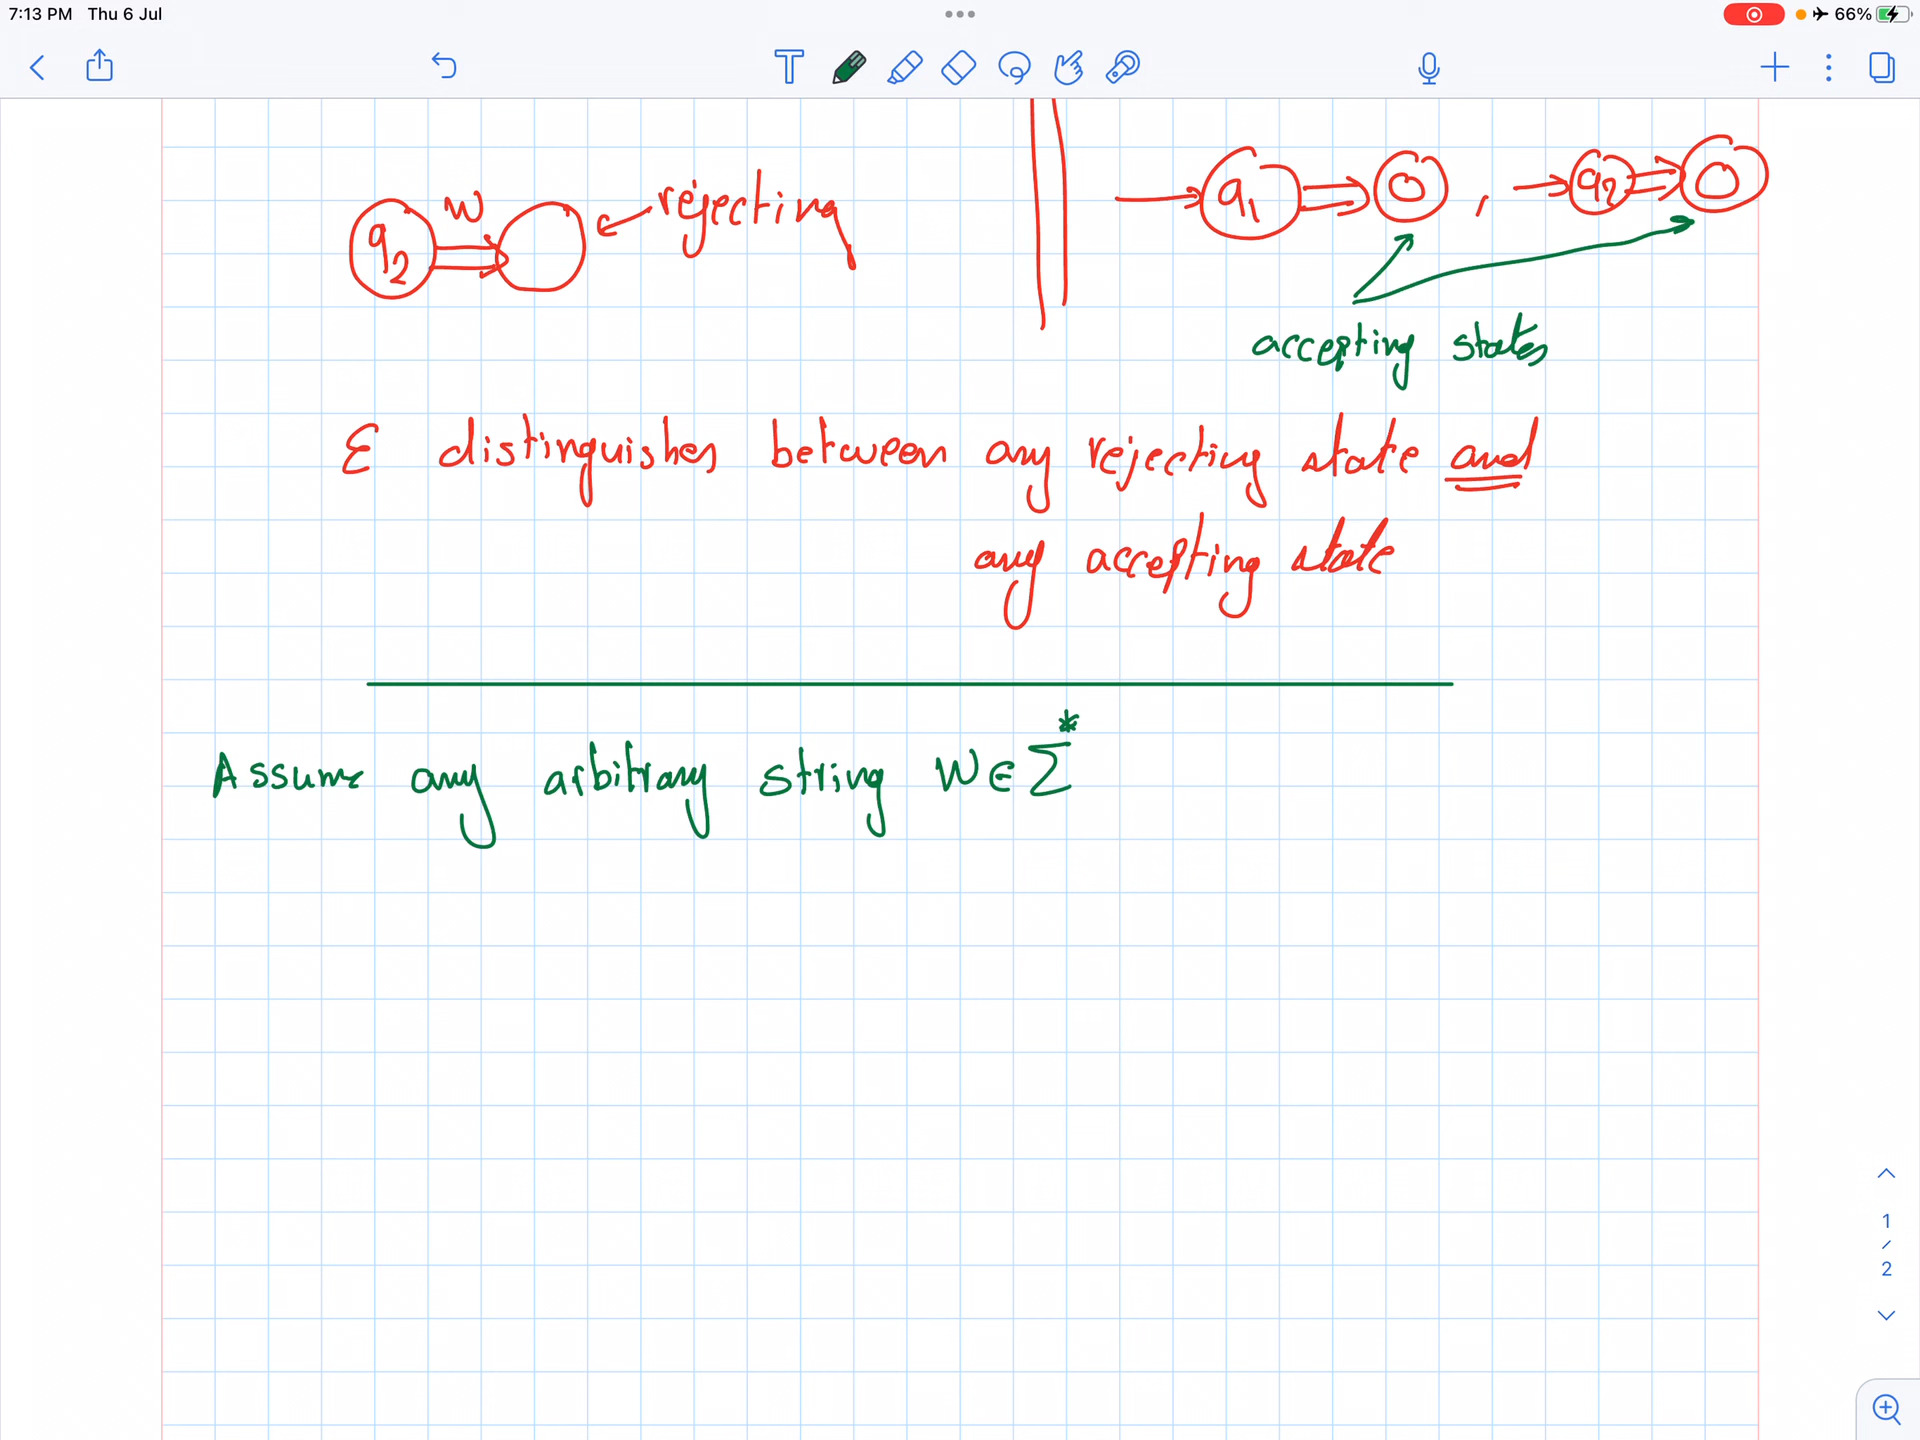 7:13 PM Thu 6 Jul
66%
T
q₂ w rejecting
q₁ , q₂
accepting states
ε distinguishes between any rejecting state and
any accepting state
Assume any arbitrary string W∈Σ*
1
/
2